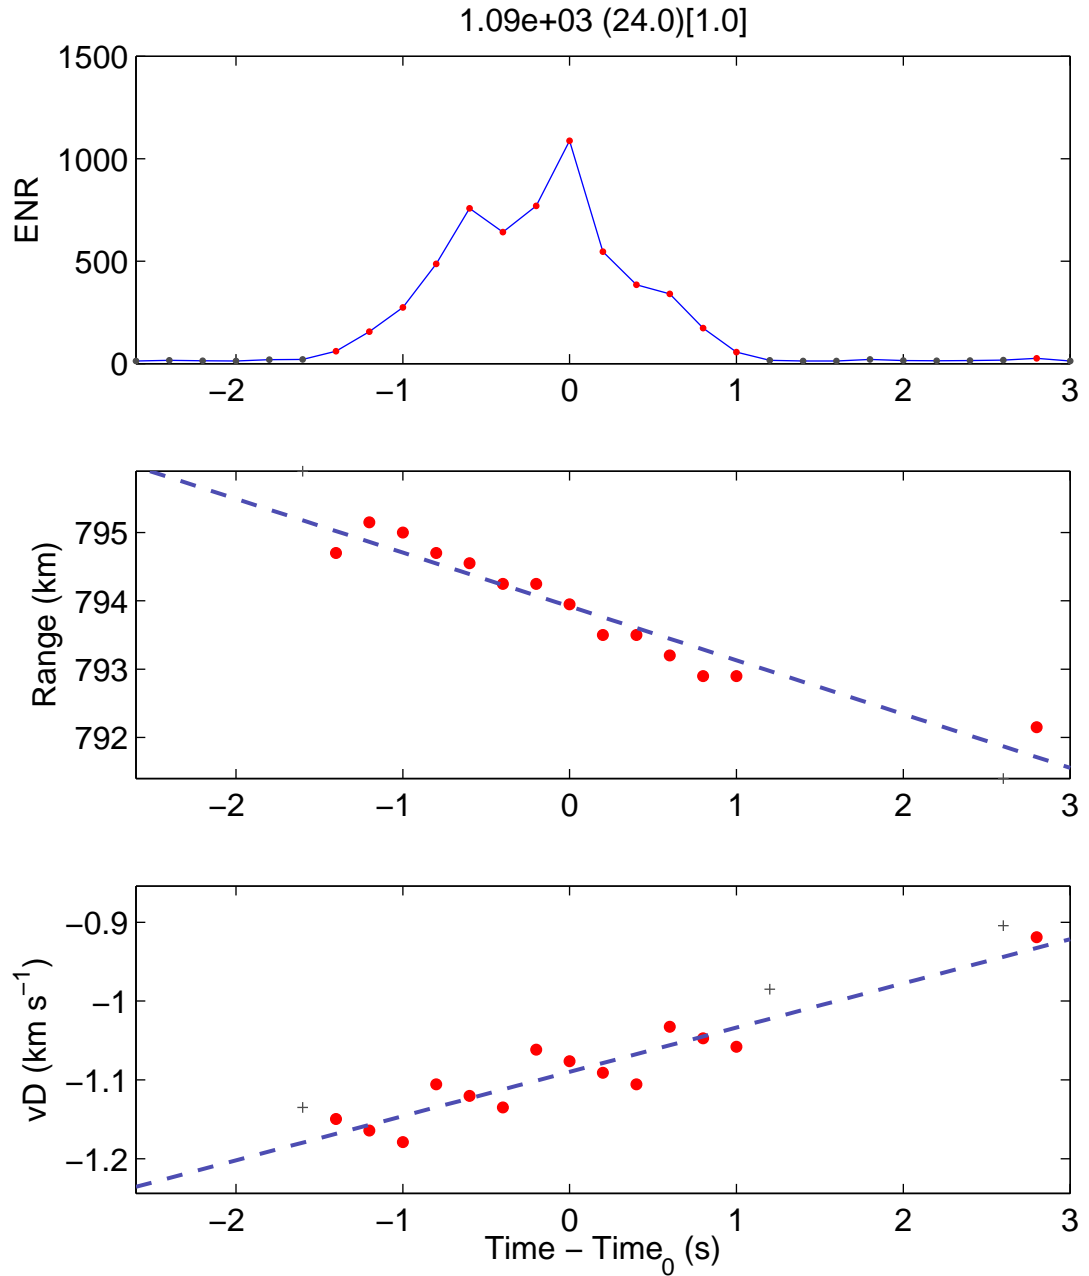 1.09e+03 (24.0)[1.0]
1500
1000
500
0
ENR
−2 −1 0 1 2 3
795
794
793
792
Range (km)
−2 −1 0 1 2 3
−0.9
−1
−1.1
−1.2
vD (km s−1)
−2 −1 0 1 2 3
Time − Time0 (s)